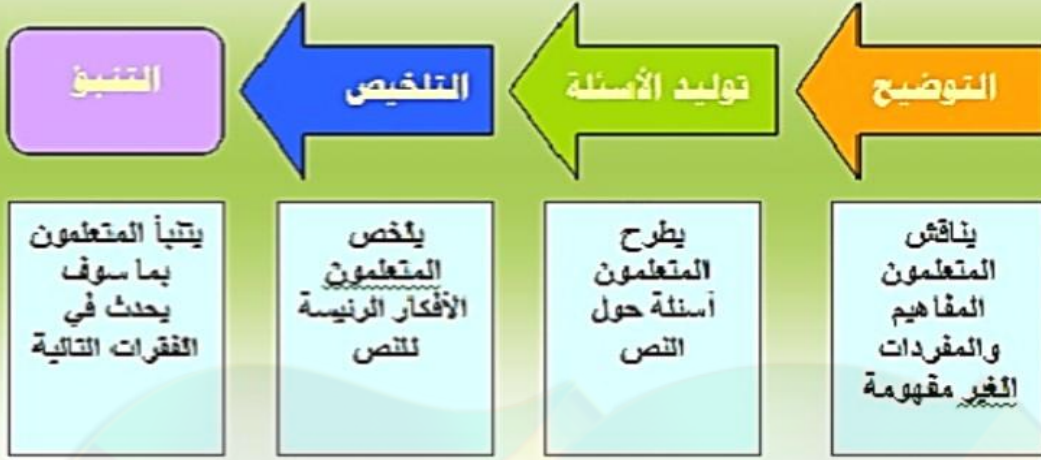 التوضيح
توليد الأسئلة
التلخيص
التنبؤ
يناقش
المتعلمون
المفاهيم
والمفردات
الغير مفهومة
يطرح
المتعلمون
أسئلة حول
النص
يلخص
المتعلمون
الأفكار الرئيسة
للنص
يتنبأ المتعلمون
بما سوف
يحدث في
الفقرات التالية